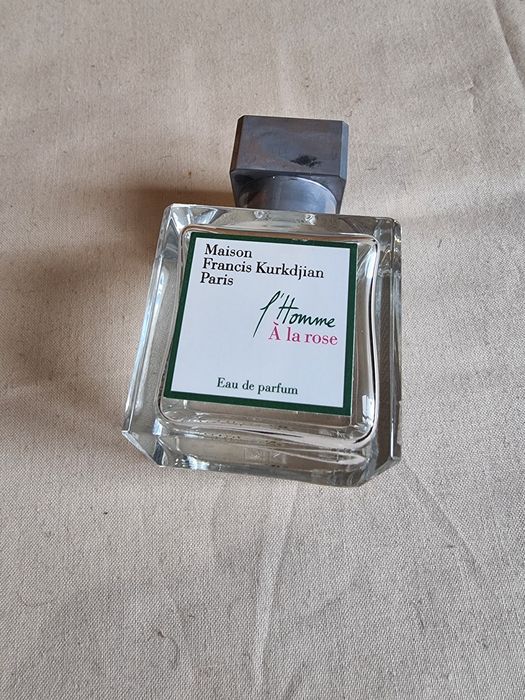 Maison
Francis Kurkdjian
Paris
l'Homme
À la rose
Eau de parfum